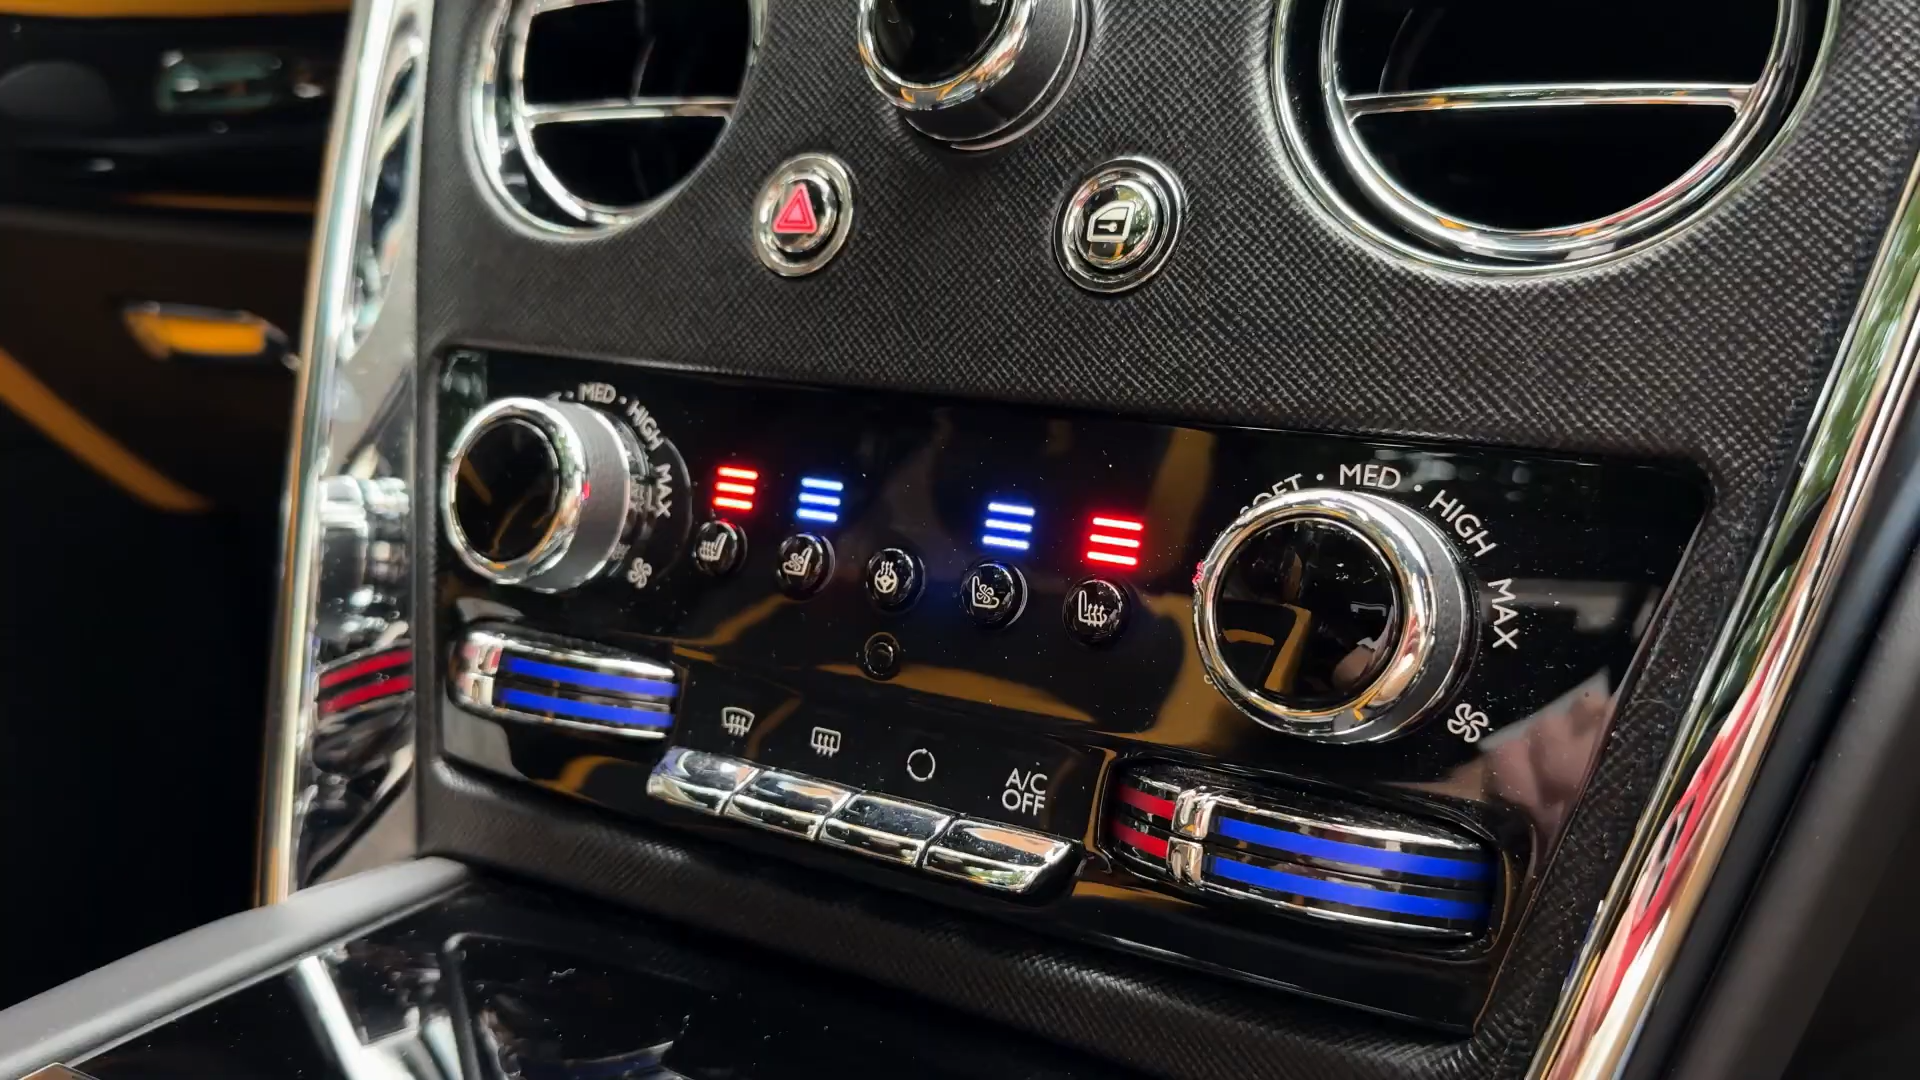 MED · HIGH
MAX
· MED · HIGH
MAX
A/C
OFF